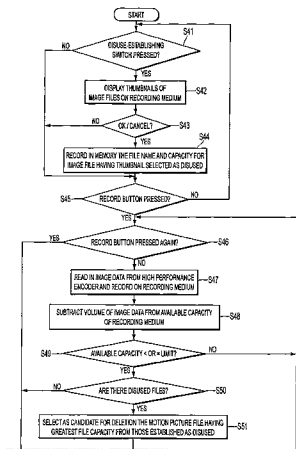 START
S41
DISUSE-ESTABLISHING
SWITCH PRESSED?
NO
YES
DISPLAY THUMBNAILS OF
IMAGE FILES ON RECORDING MEDIUM
S42
NO
OK / CANCEL?
S43
YES
S44
RECORD IN MEMORY THE FILE NAME AND CAPACITY FOR
IMAGE FILE HAVING THUMBNAIL SELECTED AS DISUSED
S45
RECORD BUTTON PRESSED?
NO
YES
YES
RECORD BUTTON PRESSED AGAIN?
S46
NO
READ IN IMAGE DATA FROM HIGH PERFORMANCE
ENCODER AND RECORD ON RECORDING MEDIUM
S47
SUBTRACT VOLUME OF IMAGE DATA FROM AVAILABLE CAPACITY
OF RECORDING MEDIUM
S48
S49
AVAILABLE CAPACITY < OR = LIMIT?
NO
YES
NO
ARE THERE DISUSED FILES?
S50
YES
SELECT AS CANDIDATE FOR DELETION THE MOTION PICTURE FILE HAVING
GREATEST FILE CAPACITY FROM THOSE ESTABLISHED AS DISUSED
S51